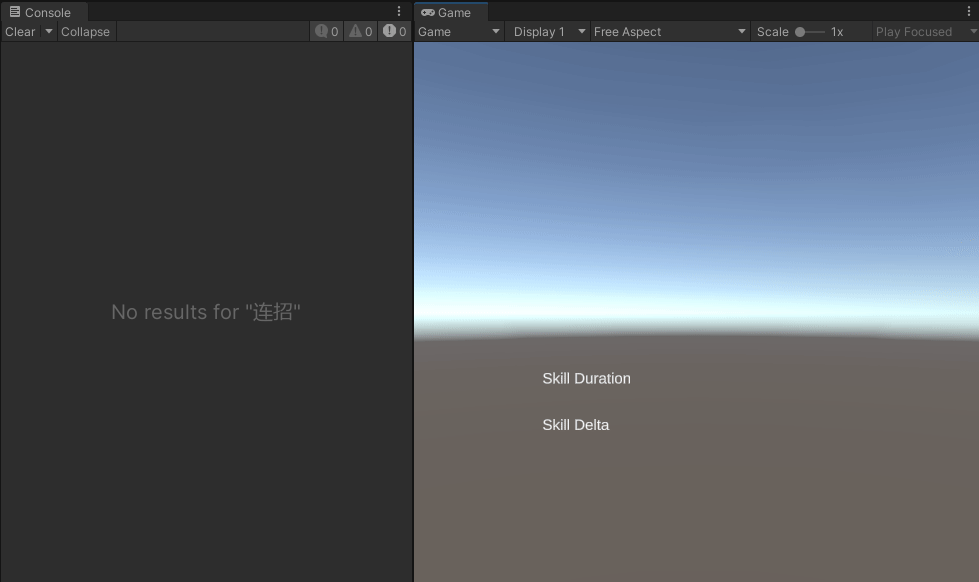 Console
Clear Collapse 0 0 0
No results for "连招"
Game
Game Display 1 Free Aspect Scale 1x Play Focused
Skill Duration
Skill Delta